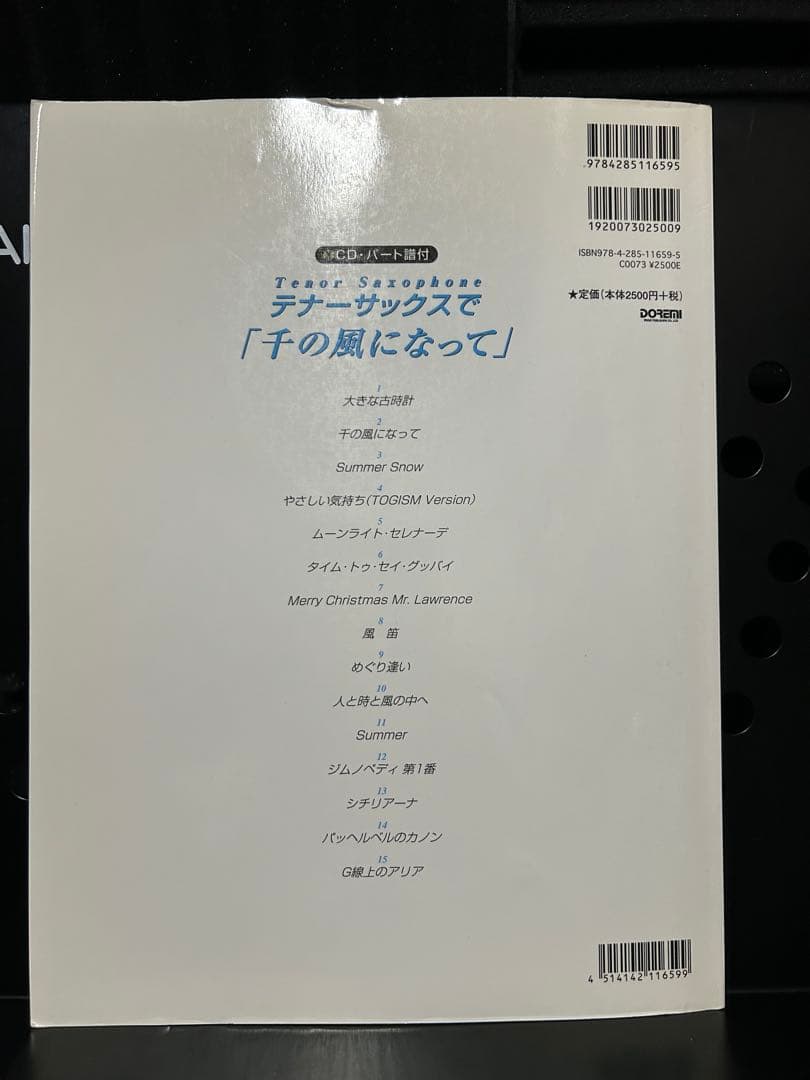 9784285116595
1920073025009
ISBN978-4-285-11659-5
C0073 ¥2500E
★定価(本体2500円+税)
DOREMI
CD・パート譜付
Tenor Saxophone
テナーサックスで
「千の風になって」
1
大きな古時計
2
千の風になって
3
Summer Snow
4
やさしい気持ち(TOGISM Version)
5
ムーンライト・セレナーデ
6
タイム・トゥ・セイ・グッバイ
7
Merry Christmas Mr. Lawrence
8
風 笛
9
めぐり逢い
10
人と時と風の中へ
11
Summer
12
ジムノペディ 第1番
13
シチリアーナ
14
パッヘルベルのカノン
15
G線上のアリア
4 514142 116599